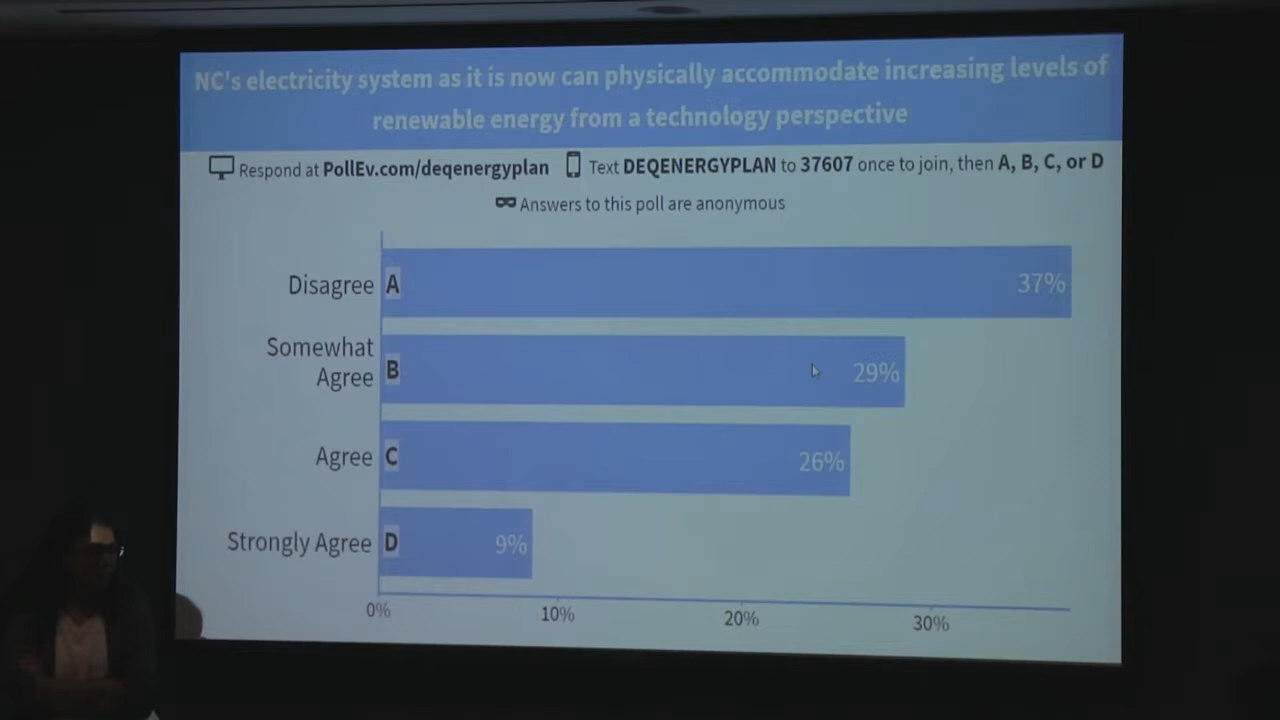 NC's electricity system as it is now can physically accommodate increasing levels of
renewable energy from a technology perspective
Respond at PollEv.com/deqenergyplan Text DEQENERGYPLAN to 37607 once to join, then A, B, C, or D
Answers to this poll are anonymous
Disagree A 37%
Somewhat
Agree B 29%
Agree C 26%
Strongly Agree D 9%
0% 10% 20% 30%